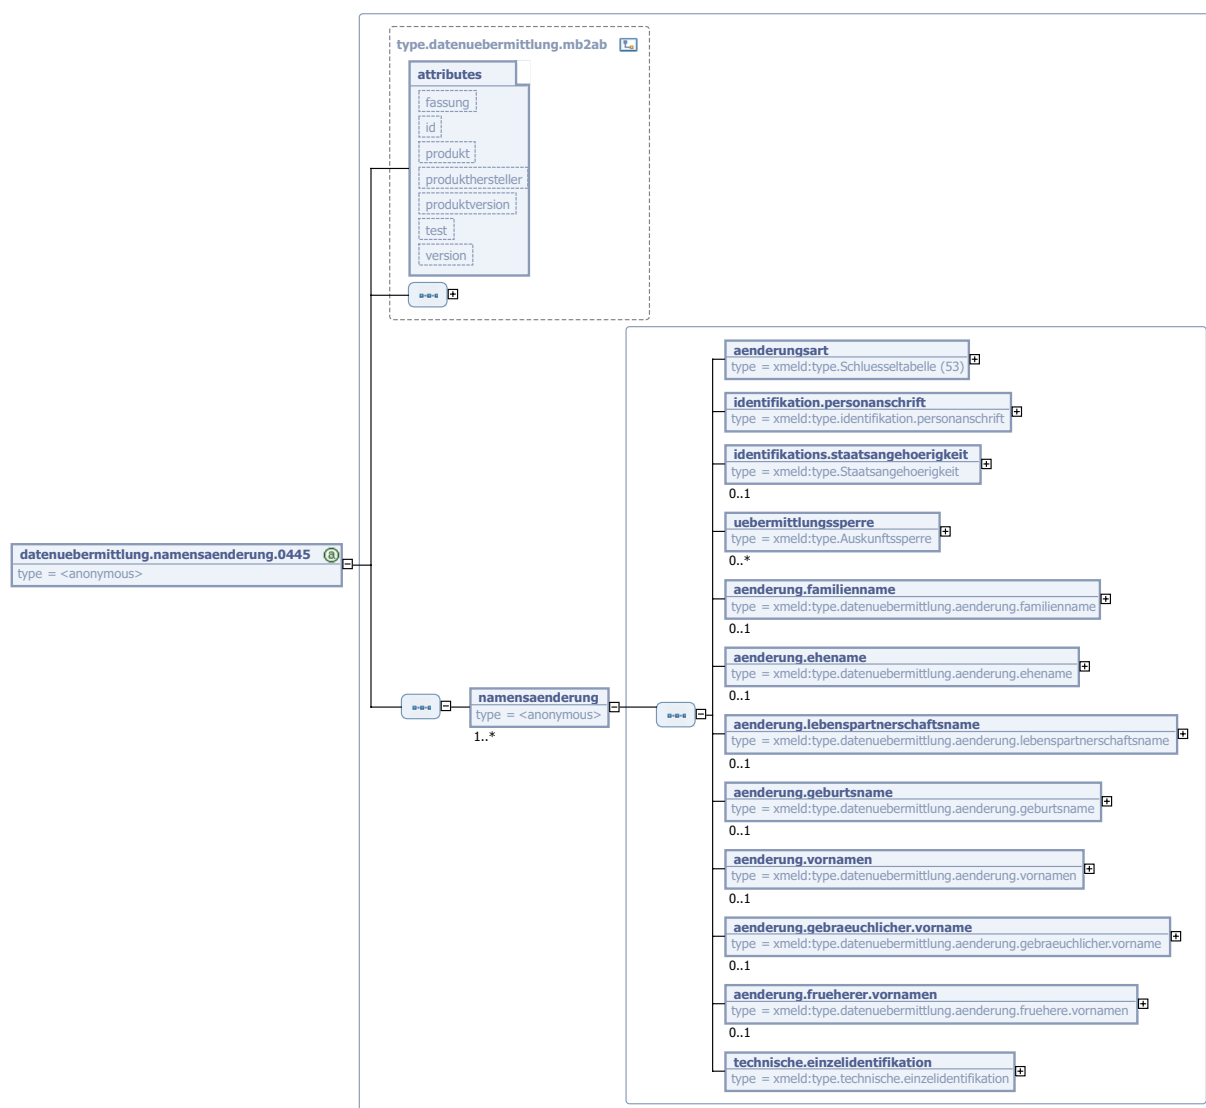 type.datenuebermittlung.mb2ab
attributes
fassung
id
produkt
produkthersteller
produktversion
test
version
datenuebermittlung.namensaenderung.0445 a
type = <anonymous>
namensaenderung
type = <anonymous>
1..*
aenderungsart
type = xmeld:type.Schluesseltabelle (53)
identifikation.personanschrift
type = xmeld:type.identifikation.personanschrift
identifikations.staatsangehoerigkeit
type = xmeld:type.Staatsangehoerigkeit
0..1
uebermittlungssperre
type = xmeld:type.Auskunftssperre
0..*
aenderung.familienname
type = xmeld:type.datenuebermittlung.aenderung.familienname
0..1
aenderung.ehename
type = xmeld:type.datenuebermittlung.aenderung.ehename
0..1
aenderung.lebenspartnerschaftsname
type = xmeld:type.datenuebermittlung.aenderung.lebenspartnerschaftsname
0..1
aenderung.geburtsname
type = xmeld:type.datenuebermittlung.aenderung.geburtsname
0..1
aenderung.vornamen
type = xmeld:type.datenuebermittlung.aenderung.vornamen
0..1
aenderung.gebraeuchlicher.vorname
type = xmeld:type.datenuebermittlung.aenderung.gebraeuchlicher.vorname
0..1
aenderung.frueherer.vornamen
type = xmeld:type.datenuebermittlung.aenderung.fruehere.vornamen
0..1
technische.einzelidentifikation
type = xmeld:type.technische.einzelidentifikation